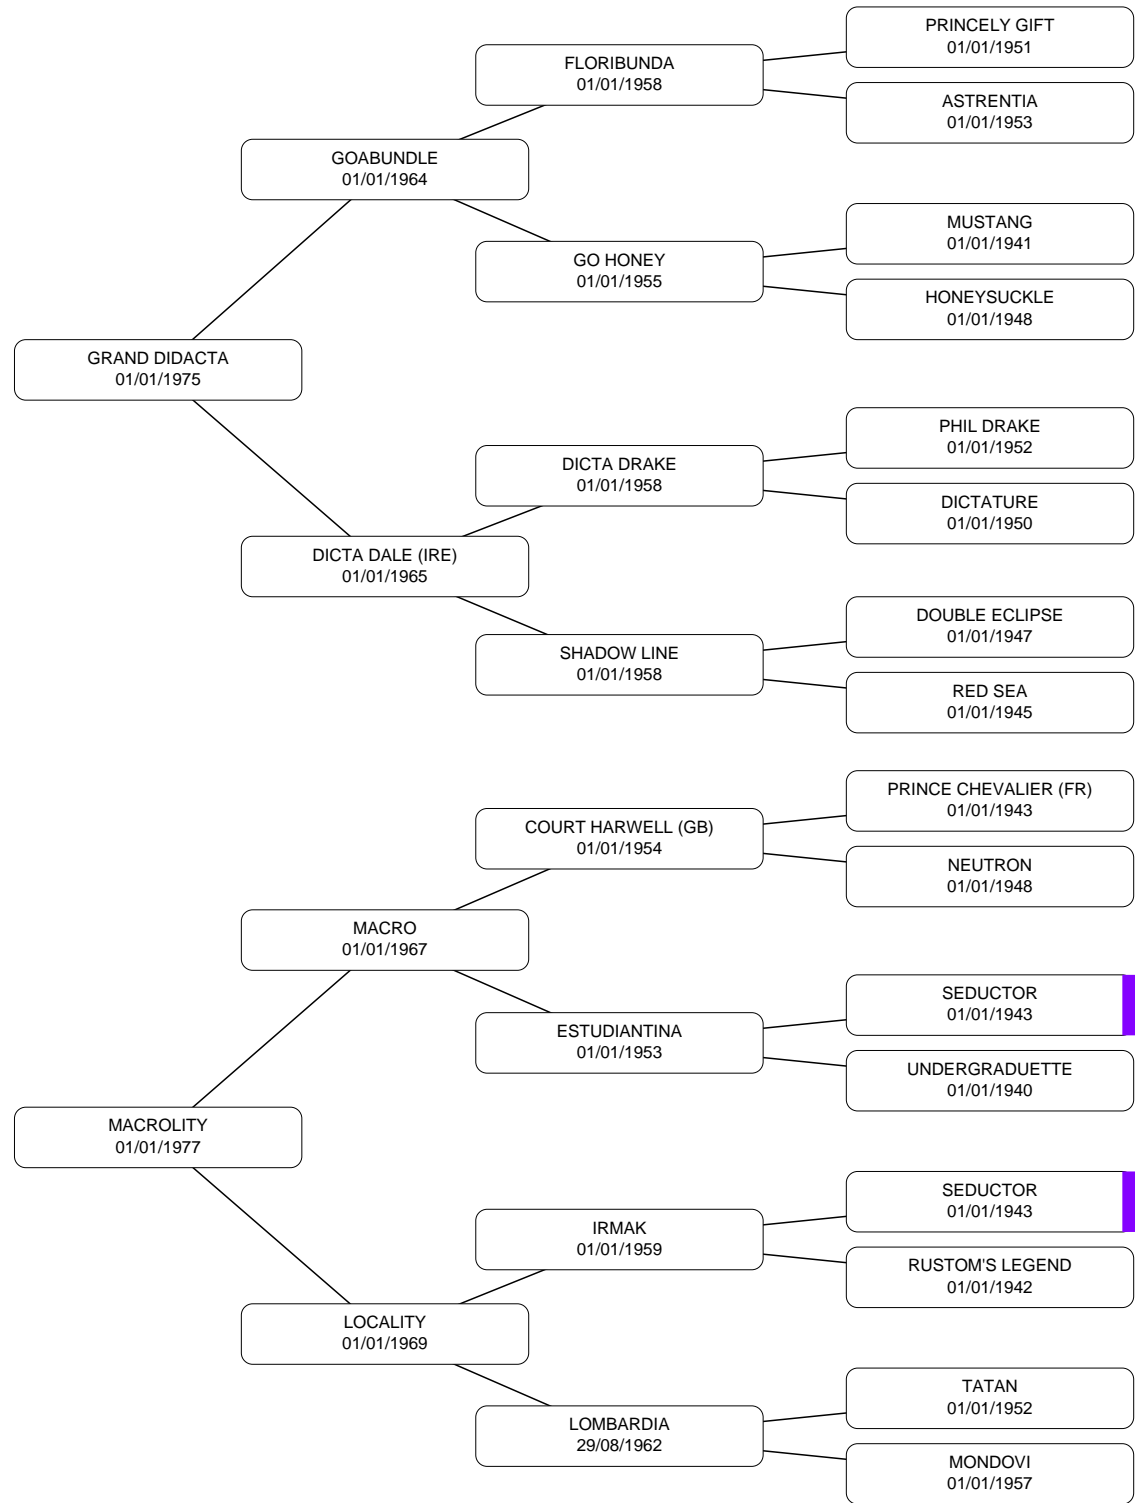 PRINCELY GIFT
01/01/1951
FLORIBUNDA
01/01/1958
ASTRENTIA
01/01/1953
GOABUNDLE
01/01/1964
MUSTANG
01/01/1941
GO HONEY
01/01/1955
HONEYSUCKLE
01/01/1948
GRAND DIDACTA
01/01/1975
PHIL DRAKE
01/01/1952
DICTA DRAKE
01/01/1958
DICTATURE
01/01/1950
DICTA DALE (IRE)
01/01/1965
DOUBLE ECLIPSE
01/01/1947
SHADOW LINE
01/01/1958
RED SEA
01/01/1945
PRINCE CHEVALIER (FR)
01/01/1943
COURT HARWELL (GB)
01/01/1954
NEUTRON
01/01/1948
MACRO
01/01/1967
SEDUCTOR
01/01/1943
ESTUDIANTINA
01/01/1953
UNDERGRADUETTE
01/01/1940
MACROLITY
01/01/1977
SEDUCTOR
01/01/1943
IRMAK
01/01/1959
RUSTOM'S LEGEND
01/01/1942
LOCALITY
01/01/1969
TATAN
01/01/1952
LOMBARDIA
29/08/1962
MONDOVI
01/01/1957